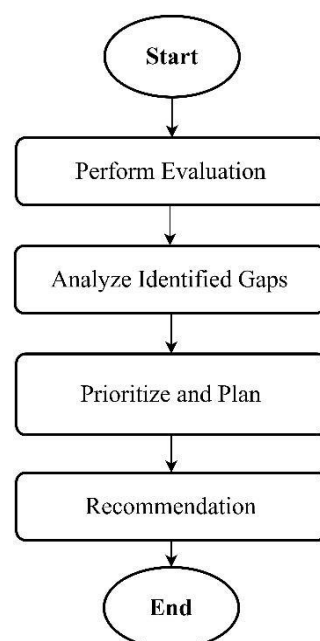 Start
Perform Evaluation
Analyze Identified Gaps
Prioritize and Plan
Recommendation
End